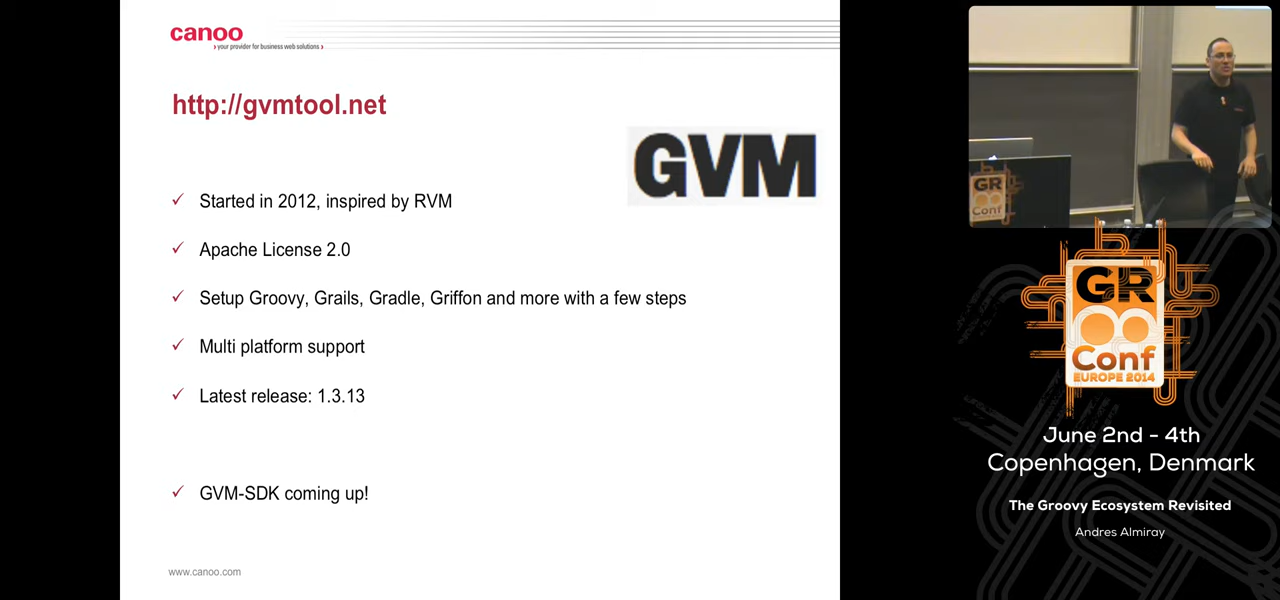 canoo
› your provider for business web solutions ›
http://gvmtool.net
GVM
✓ Started in 2012, inspired by RVM
✓ Apache License 2.0
✓ Setup Groovy, Grails, Gradle, Griffon and more with a few steps
✓ Multi platform support
✓ Latest release: 1.3.13
✓ GVM-SDK coming up!
www.canoo.com
GR
Conf
GR
Conf
EUROPE 2014
June 2nd - 4th
Copenhagen, Denmark
The Groovy Ecosystem Revisited
Andres Almiray